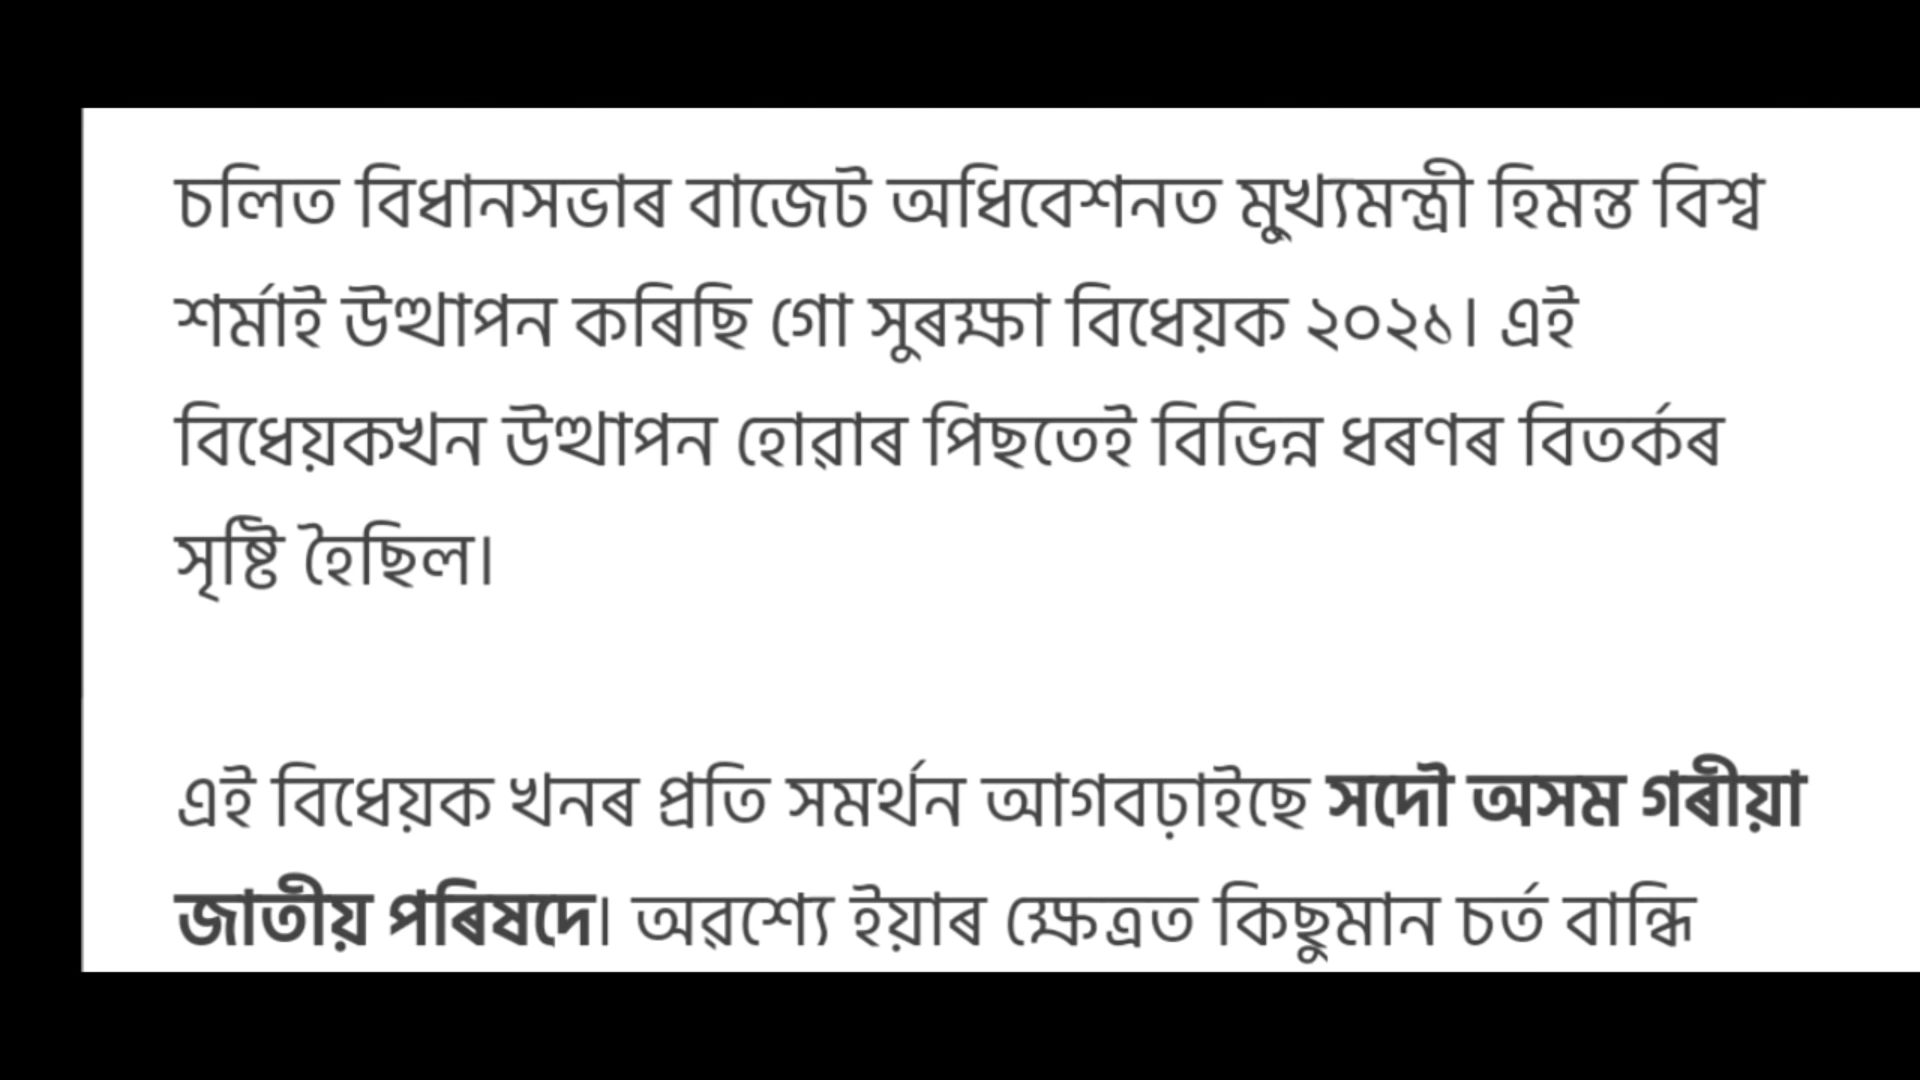 চলিত বিধানসভাৰ বাজেট অধিবেশনত মুখ্যমন্ত্ৰী হিমন্ত বিশ্ব
শৰ্মাই উত্থাপন কৰিছি গো সুৰক্ষা বিধেয়ক ২০২১। এই
বিধেয়কখন উত্থাপন হোৱাৰ পিছতেই বিভিন্ন ধৰণৰ বিতৰ্কৰ
সৃষ্টি হৈছিল।
এই বিধেয়ক খনৰ প্ৰতি সমৰ্থন আগবঢ়াইছে সদৌ অসম গৰীয়া
জাতীয় পৰিষদে। অৱশ্যে ইয়াৰ ক্ষেত্ৰত কিছুমান চৰ্ত বান্ধি